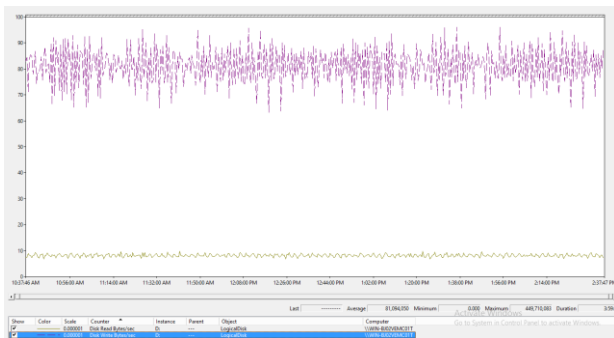 100
90
80
70
60
50
40
30
20
10
0
10:37:46 AM 10:56:00 AM 11:14:00 AM 11:32:00 AM 11:50:00 AM 12:08:00 PM 12:26:00 PM 12:44:00 PM 1:02:00 PM 1:20:00 PM 1:38:00 PM 1:56:00 PM 2:14:00 PM 2:37:47 PM
Last Average 81,094,850 Minimum 0.000 Maximum Duration
Activate Windows
Go to System in Control Panel to activate Windows.
Show Color Scale Counter Instance Parent Object Computer
0.000001 Disk Read Bytes/sec D: --- LogicalDisk
0.000001 Disk Write Bytes/sec D: --- LogicalDisk